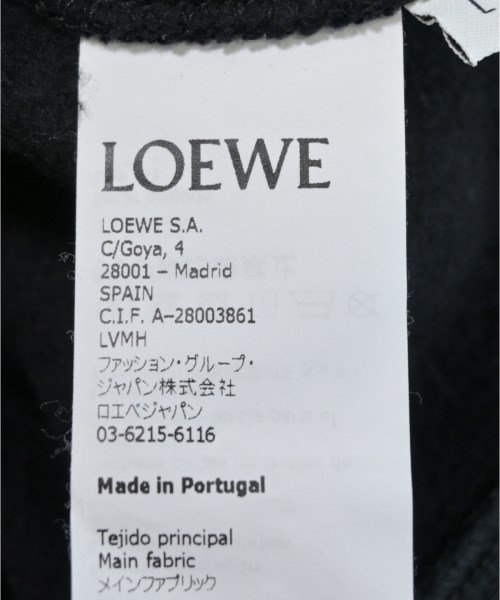 LOEWE
LOEWE S.A.
C/Goya, 4
28001 – Madrid
SPAIN
C.I.F. A–28003861
LVMH
ファッション・グループ・
ジャパン株式会社
ロエベジャパン
03-6215-6116
Made in Portugal
Tejido principal
Main fabric
メインファブリック